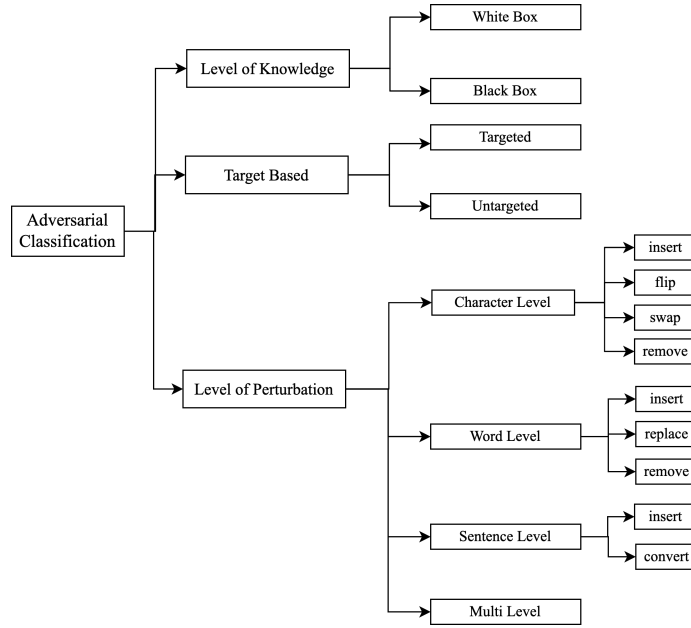 White Box
Level of Knowledge
Black Box
Targeted
Target Based
Untargeted
Adversarial
Classification
insert
flip
Character Level
swap
remove
Level of Perturbation
insert
Word Level
replace
remove
insert
Sentence Level
convert
Multi Level